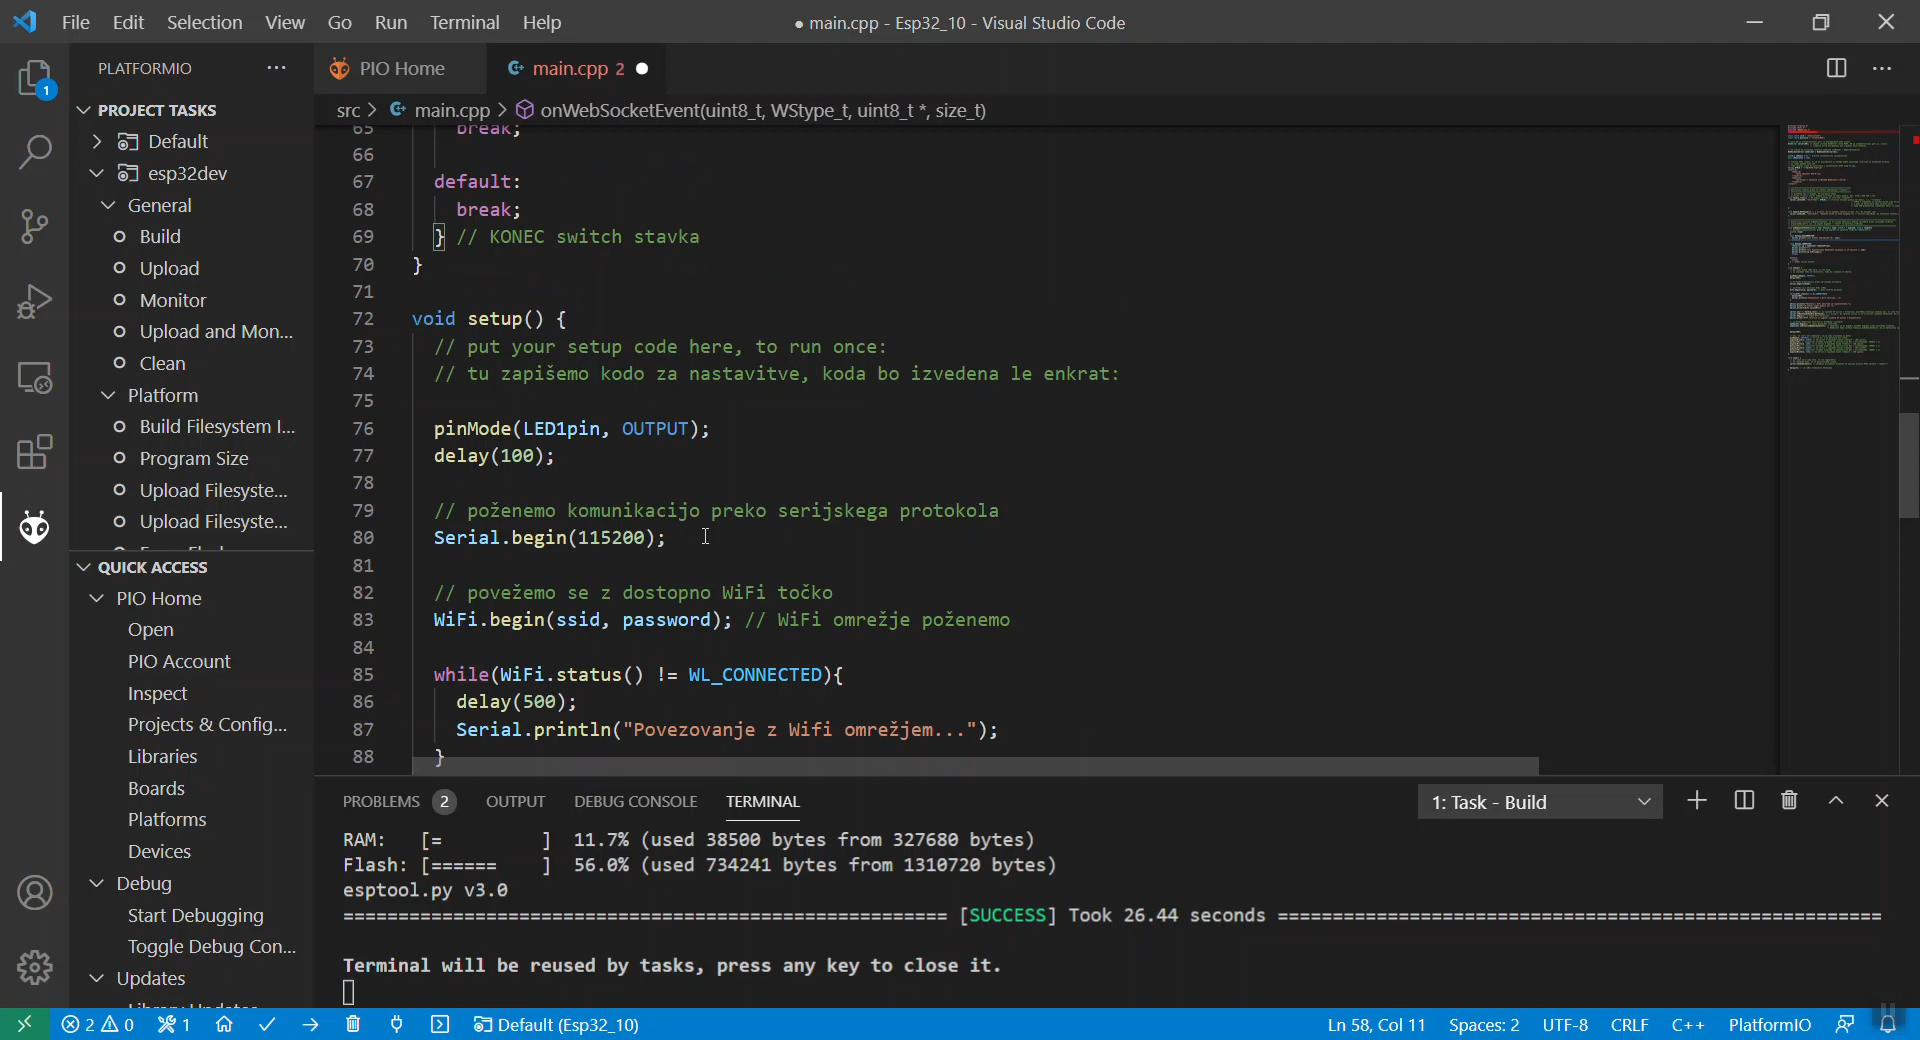 File Edit Selection View Go Run Terminal Help
● main.cpp - Esp32_10 - Visual Studio Code
PLATFORMIO
PIO Home
main.cpp 2
1
PROJECT TASKS
Default
esp32dev
General
Build
Upload
Monitor
Upload and Mon...
Clean
Platform
Build Filesystem I...
Program Size
Upload Filesyste...
Upload Filesyste...
QUICK ACCESS
PIO Home
Open
PIO Account
Inspect
Projects & Config...
Libraries
Boards
Platforms
Devices
Debug
Start Debugging
Toggle Debug Con...
Updates
src > main.cpp > onWebSocketEvent(uint8_t, WStype_t, uint8_t *, size_t)
65 break;
66
67 default:
68 break;
69 } // KONEC switch stavka
70 }
71
72 void setup() {
73 // put your setup code here, to run once:
74 // tu zapišemo kodo za nastavitve, koda bo izvedena le enkrat:
75
76 pinMode(LED1pin, OUTPUT);
77 delay(100);
78
79 // poženemo komunikacijo preko serijskega protokola
80 Serial.begin(115200);
81
82 // povežemo se z dostopno WiFi točko
83 WiFi.begin(ssid, password); // WiFi omrežje poženemo
84
85 while(WiFi.status() != WL_CONNECTED){
86 delay(500);
87 Serial.println("Povezovanje z Wifi omrežjem...");
88 }
PROBLEMS 2 OUTPUT DEBUG CONSOLE TERMINAL
1: Task - Build
RAM: [= ] 11.7% (used 38500 bytes from 327680 bytes)
Flash: [====== ] 56.0% (used 734241 bytes from 1310720 bytes)
esptool.py v3.0
======================================================= [SUCCESS] Took 26.44 seconds =======================================================
Terminal will be reused by tasks, press any key to close it.
2 0 1 Default (Esp32_10)
Ln 58, Col 11 Spaces: 2 UTF-8 CRLF C++ PlatformIO